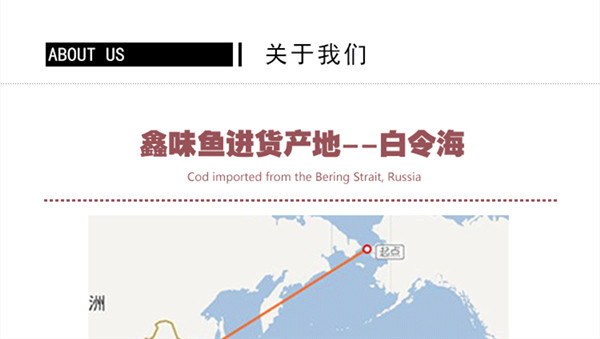 ABOUT US 关于我们
鑫味鱼进货产地--白令海
Cod imported from the Bering Strait, Russia
起点
洲